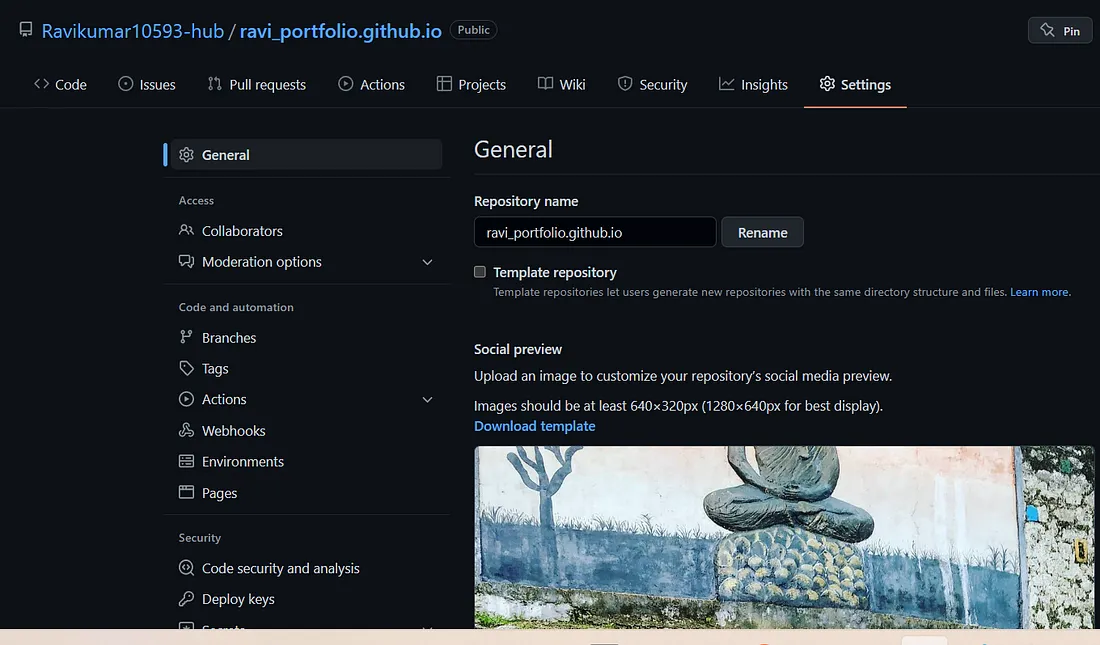 Ravikumar10593-hub / ravi_portfolio.github.io Public Pin
Code Issues Pull requests Actions Projects Wiki Security Insights Settings
General
Access
Collaborators
Moderation options
Code and automation
Branches
Tags
Actions
Webhooks
Environments
Pages
Security
Code security and analysis
Deploy keys
Secrets
General
Repository name
ravi_portfolio.github.io Rename
Template repository
Template repositories let users generate new repositories with the same directory structure and files. Learn more.
Social preview
Upload an image to customize your repository’s social media preview.
Images should be at least 640×320px (1280×640px for best display).
Download template